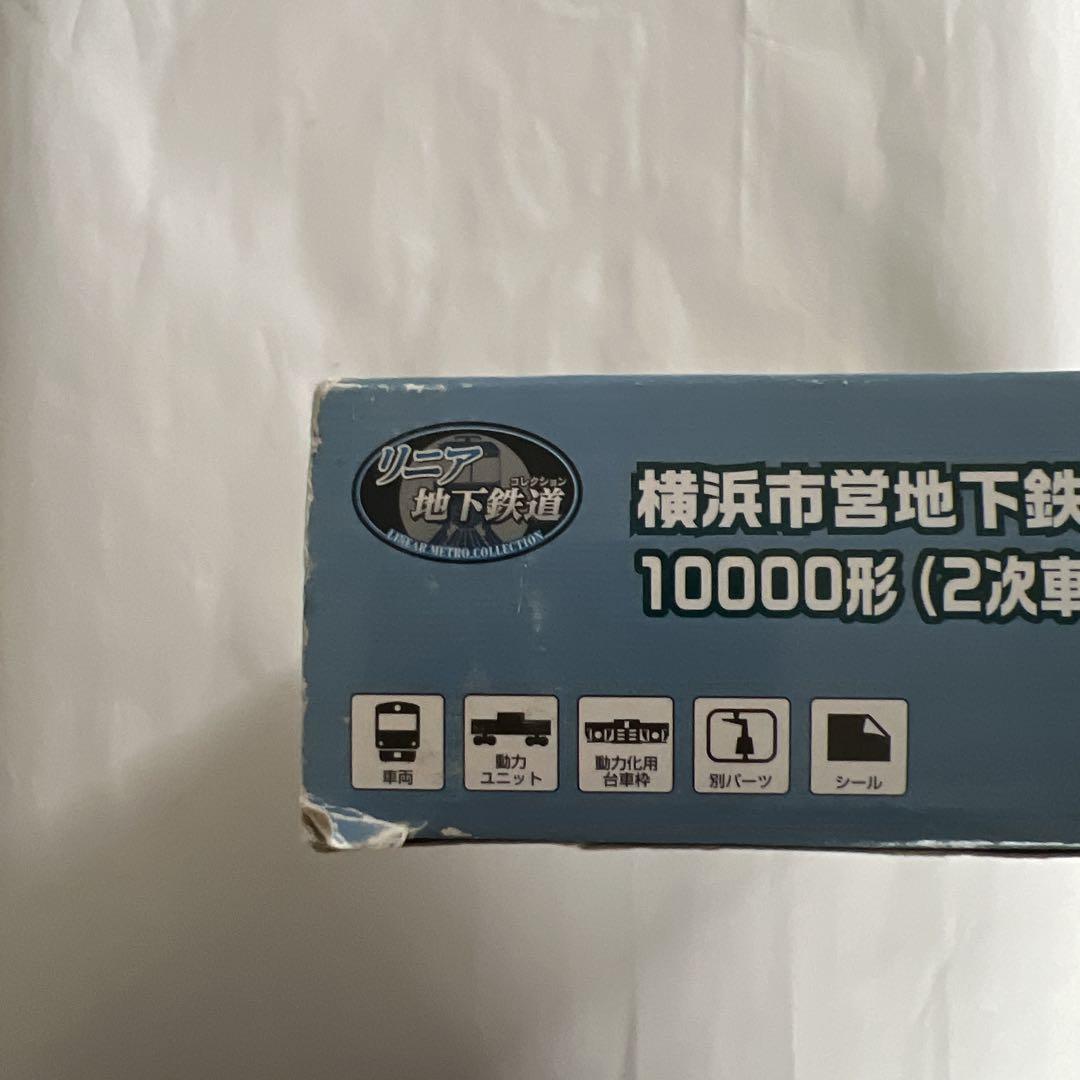 リニア
コレクション
地下鉄道
LINEAR METRO COLLECTION
横浜市営地下鉄
10000形(2次車
車両
動力
ユニット
動力化用
台車枠
別パーツ
シール